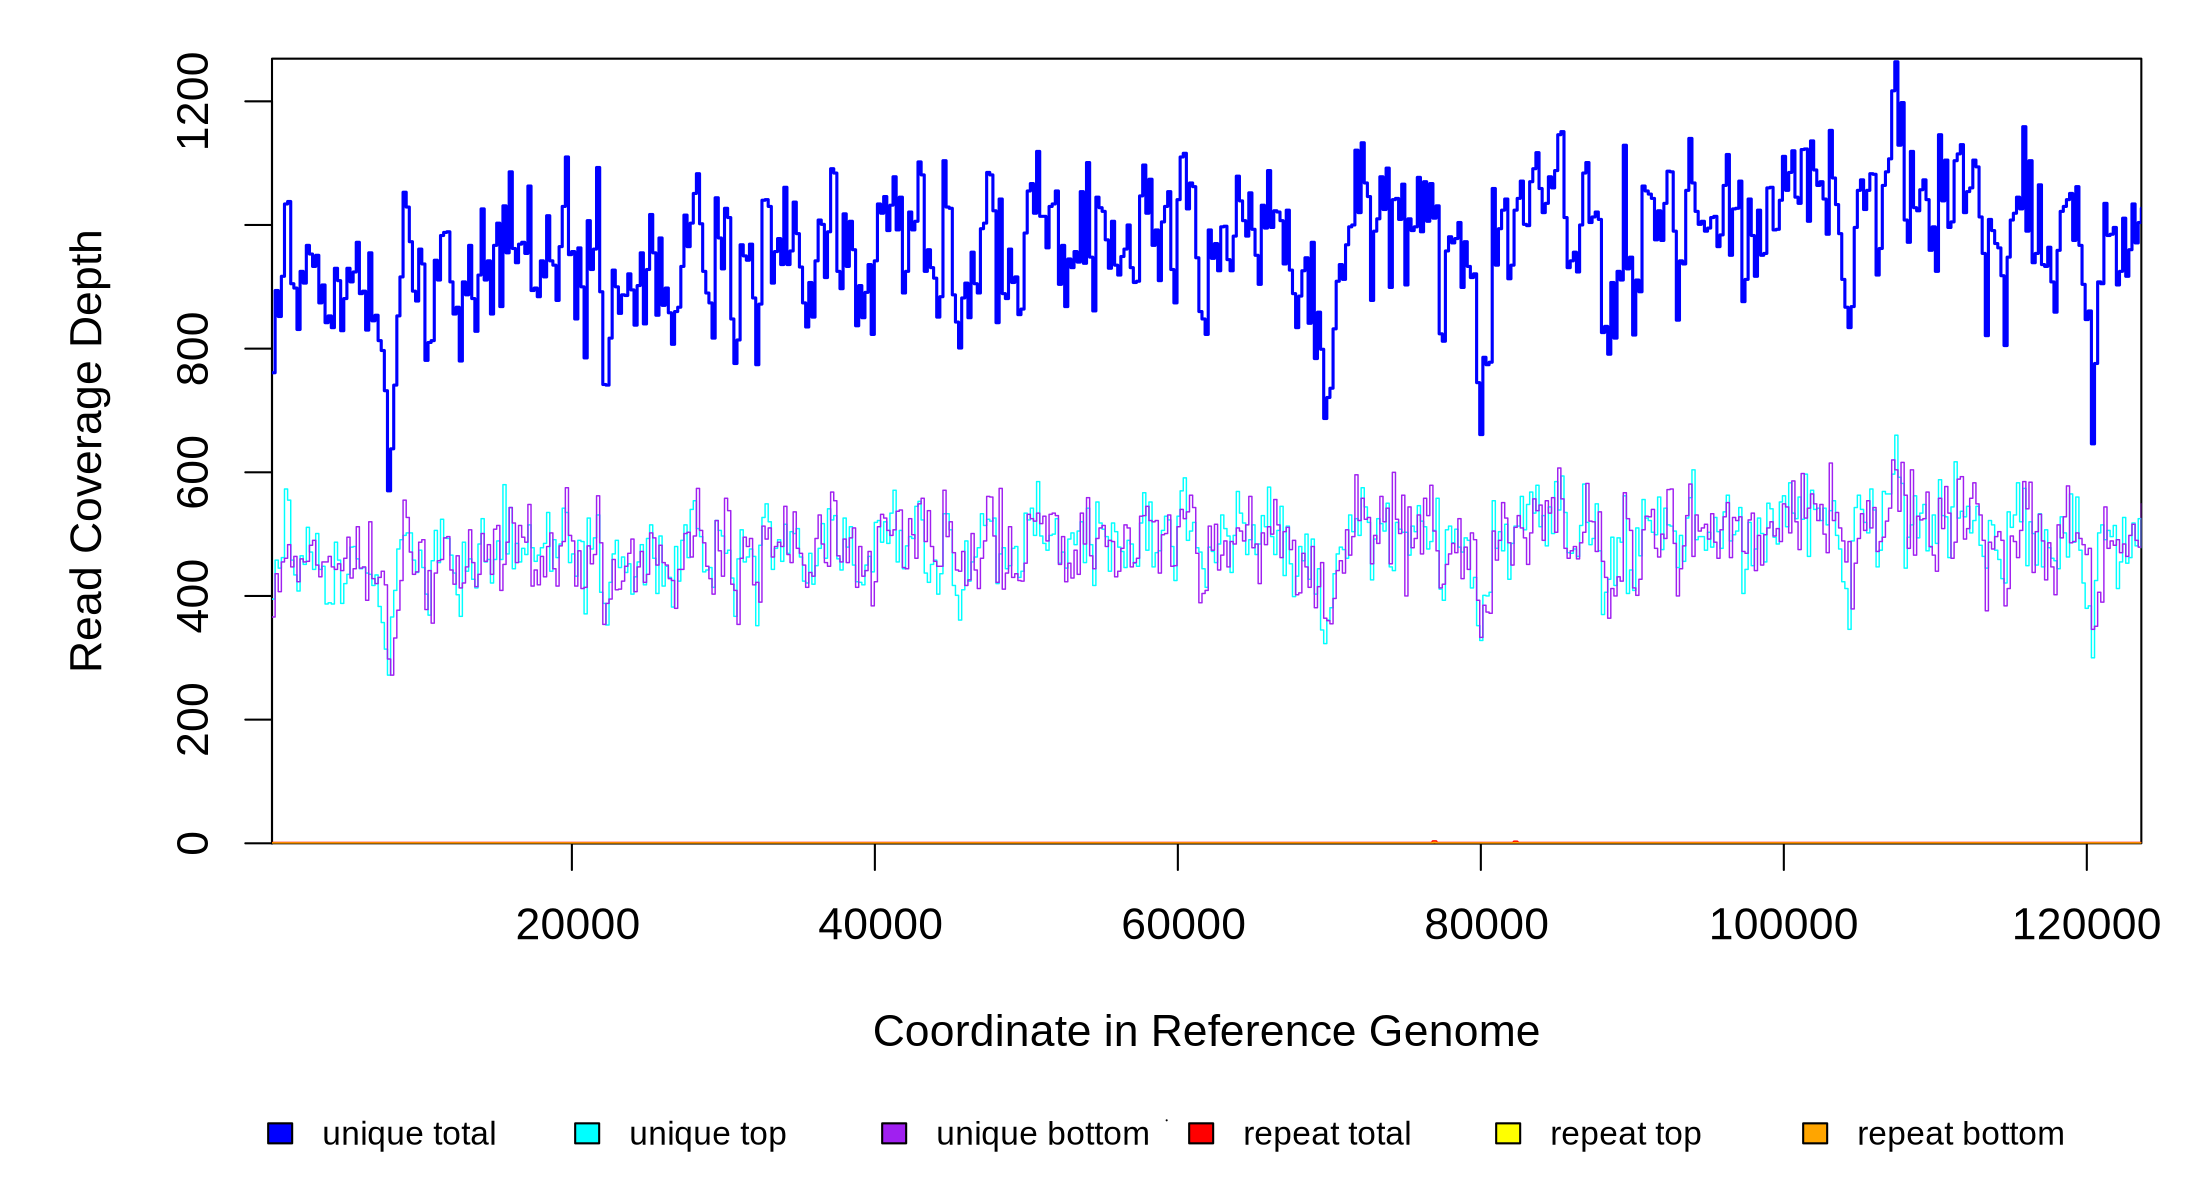 Read Coverage Depth
1200
800
600
400
200
0
20000 40000 60000 80000 100000 120000
Coordinate in Reference Genome
unique total unique top unique bottom repeat total repeat top repeat bottom